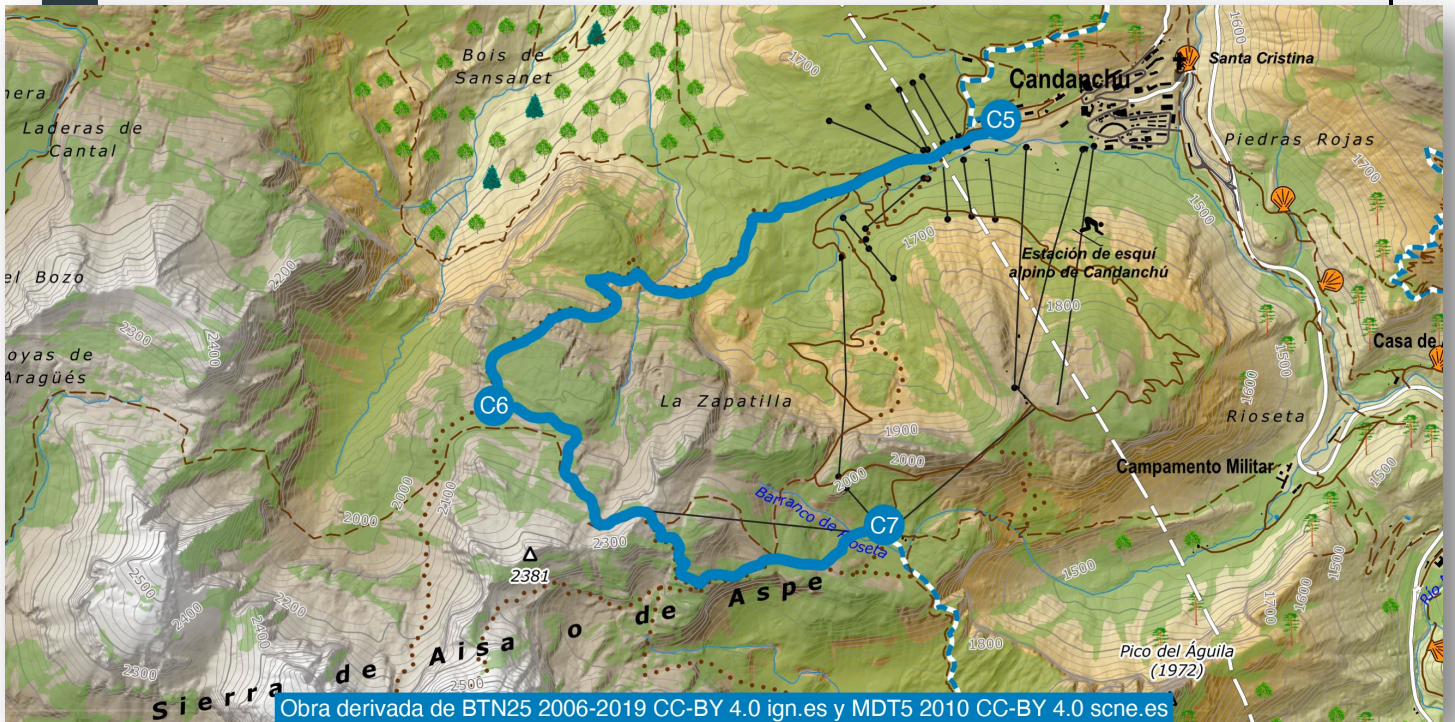 1600
Bois de
Sansanet
1700
Santa Cristina
Candanchú
C5
Laderas de
Cantal
Piedras Rojas
1700
1500
1700
Estación de esquí
alpino de Candanchú
2200
el Bozo
1800
2300
2400
Casa de
1500
oyas de
Aragüés
1600
La Zapatilla
C6
Rioseta
1900
2000
Campamento Militar
2000
1500
2000
2100
Barranco de Rioseta
C7
2000
2300
2381
1500
1500
2500
1600
1700
2200
2400
2400
Sierra de Aisa o de Aspe
1800
Pico del Águila
(1972)
2300
2500
Obra derivada de BTN25 2006-2019 CC-BY 4.0 ign.es y MDT5 2010 CC-BY 4.0 scne.es